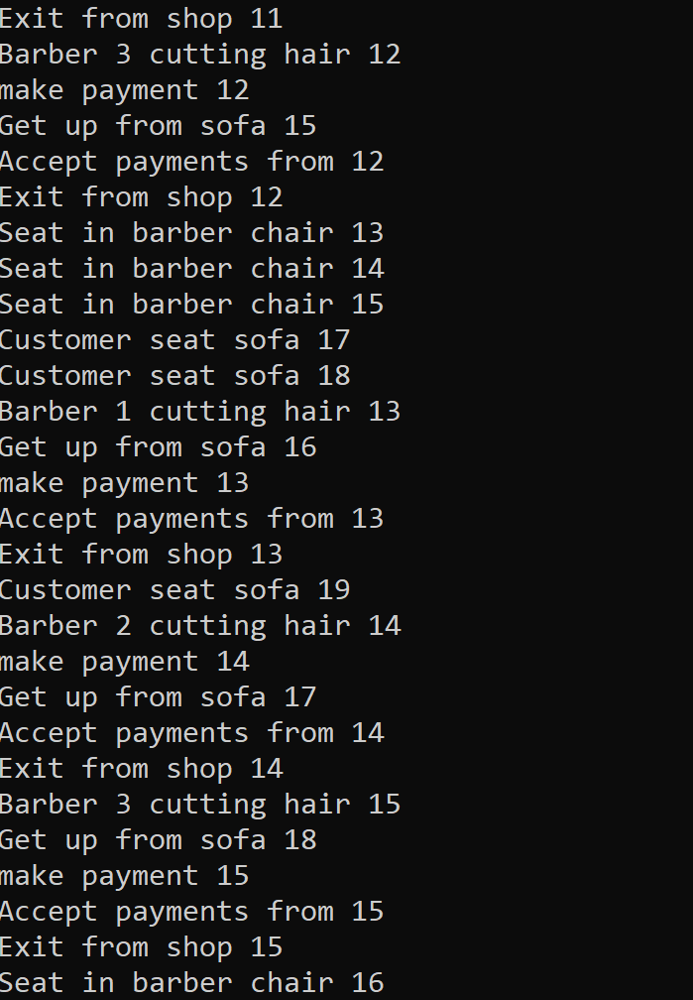 Exit from shop 11
Barber 3 cutting hair 12
make payment 12
Get up from sofa 15
Accept payments from 12
Exit from shop 12
Seat in barber chair 13
Seat in barber chair 14
Seat in barber chair 15
Customer seat sofa 17
Customer seat sofa 18
Barber 1 cutting hair 13
Get up from sofa 16
make payment 13
Accept payments from 13
Exit from shop 13
Customer seat sofa 19
Barber 2 cutting hair 14
make payment 14
Get up from sofa 17
Accept payments from 14
Exit from shop 14
Barber 3 cutting hair 15
Get up from sofa 18
make payment 15
Accept payments from 15
Exit from shop 15
Seat in barber chair 16